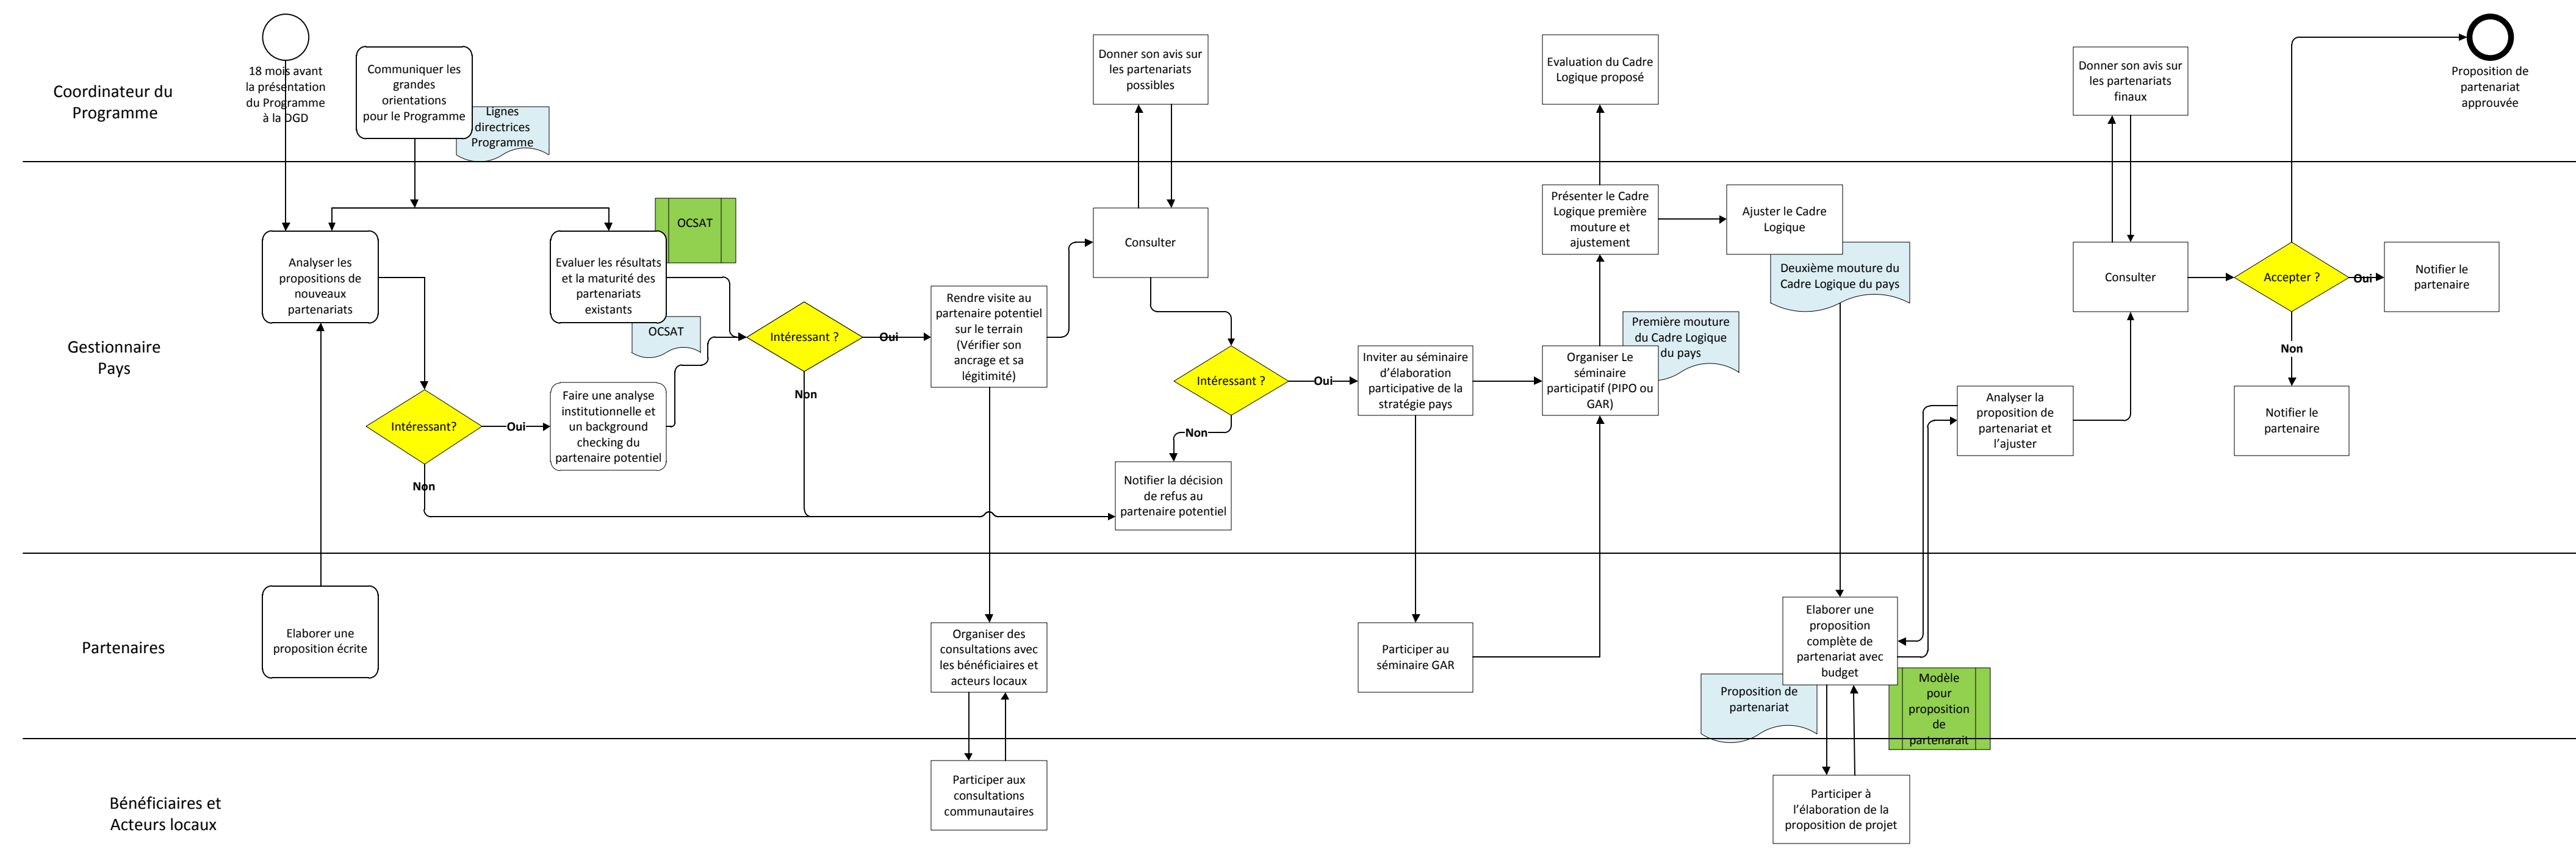 Coordinateur du
Programme
18 mois avant
la présentation
du Programme
à la DGD
Communiquer les
grandes
orientations
pour le Programme
Lignes
directrices
Programme
Donner son avis sur
les partenariats
possibles
Evaluation du Cadre
Logique proposé
Donner son avis sur
les partenariats
finaux
Proposition de
partenariat
approuvée
Gestionnaire
Pays
Analyser les
propositions de
nouveaux
partenariats
Intéressant?
Oui
Non
OCSAT
Evaluer les résultats
et la maturité des
partenariats
existants
OCSAT
Faire une analyse
institutionnelle et
un background
checking du
partenaire potentiel
Intéressant ?
Oui
Non
Rendre visite au
partenaire potentiel
sur le terrain
(Vérifier son
ancrage et sa
légitimité)
Consulter
Intéressant ?
Oui
Non
Notifier la décision
de refus au
partenaire potentiel
Inviter au séminaire
d’élaboration
participative de la
stratégie pays
Présenter le Cadre
Logique première
mouture et
ajustement
Ajuster le Cadre
Logique
Deuxième mouture du
Cadre Logique du pays
Première mouture
du Cadre Logique
du pays
Organiser Le
séminaire
participatif (PIPO ou
GAR)
Analyser la
proposition de
partenariat et
l’ajuster
Consulter
Accepter ?
Oui
Notifier le
partenaire
Non
Notifier le
partenaire
Partenaires
Elaborer une
proposition écrite
Organiser des
consultations avec
les bénéficiaires et
acteurs locaux
Participer au
séminaire GAR
Elaborer une
proposition
complète de
partenariat avec
budget
Proposition de
partenariat
Modèle
pour
proposition
de
partenarait
Bénéficiaires et
Acteurs locaux
Participer aux
consultations
communautaires
Participer à
l’élaboration de la
proposition de projet